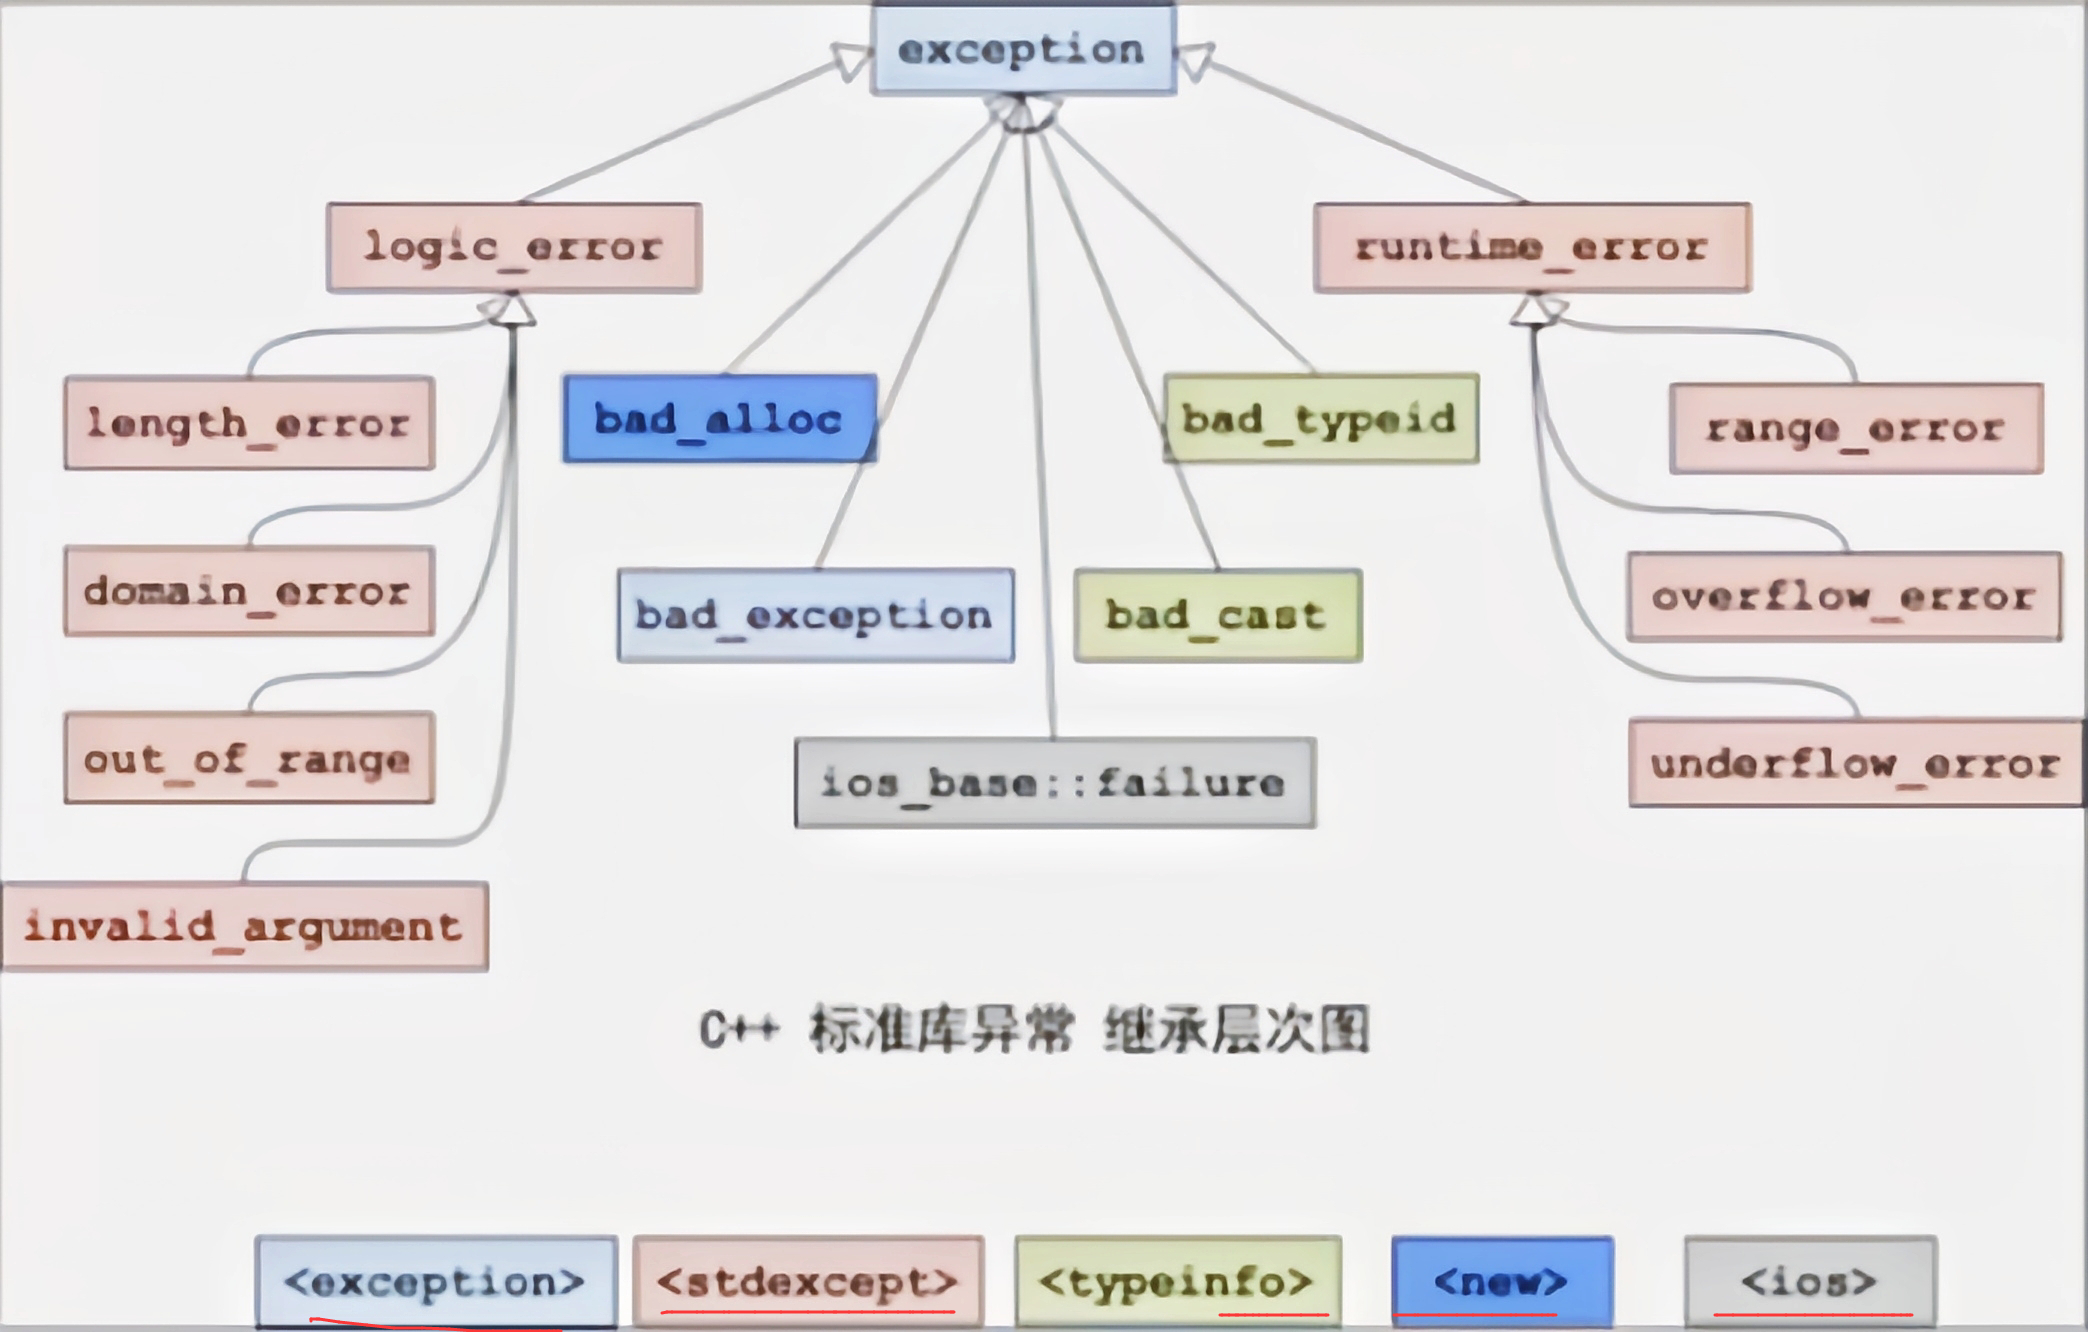 exception
logic_error
runtime_error
length_error
bad_alloc
bad_typeid
range_error
domain_error
bad_exception
bad_cast
overflow_error
out_of_range
ios_base::failure
underflow_error
invalid_argument
C++ 标准库异常 继承层次图
<exception>
<stdexcept>
<typeinfo>
<new>
<ios>